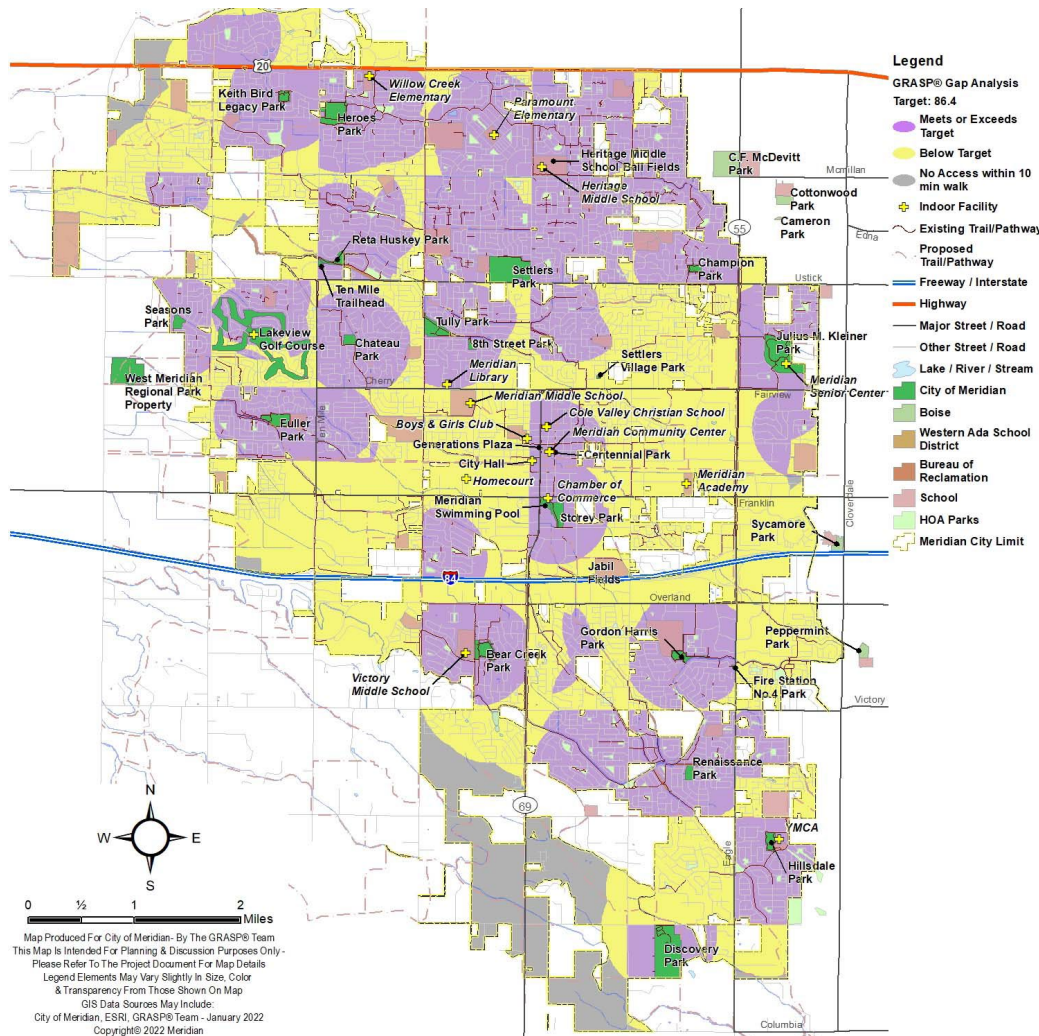 20
Willow Creek
Elementary
Keith Bird
Legacy Park
Heroes
Park
Paramount
Elementary
Heritage Middle
School Ball Fields
Heritage
Middle School
C.F. McDevitt
Park
Mcmillan
Cottonwood
Park
Cameron
Park
55
Edna
Reta Huskey Park
Settlers
Park
Champion
Park
Ustick
Ten Mile
Trailhead
Seasons
Park
Lakeview
Golf Course
Chateau
Park
Tully Park
8th Street Park
Settlers
Village Park
Julius M. Kleiner
Park
West Meridian
Regional Park
Property
Cherry
Meridian
Library
Meridian
Senior Center
Fairview
Meridian Middle School
Fuller
Park
Ten Mile
Boys & Girls Club
Cole Valley Christian School
Generations Plaza
Meridian Community Center
Centennial Park
City Hall
Homecourt
Chamber of
Commerce
Meridian
Academy
Franklin
Cloverdale
Meridian
Swimming Pool
Storey Park
Sycamore
Park
84
Jabil
Fields
Overland
Gordon Harris
Park
Peppermint
Park
Bear Creek
Park
Victory
Middle School
Fire Station
No.4 Park
Victory
Renaissance
Park
69
Eagle
YMCA
Hillsdale
Park
Discovery
Park
Columbia
N
W
E
S
0
½
1
2
Miles
Map Produced For City of Meridian- By The GRASP® Team
This Map Is Intended For Planning & Discussion Purposes Only -
Please Refer To The Project Document For Map Details
Legend Elements May Vary Slightly In Size, Color
& Transparency From Those Shown On Map
GIS Data Sources May Include:
City of Meridian, ESRI, GRASP® Team - January 2022
Copyright© 2022 Meridian
Legend
GRASP® Gap Analysis
Target: 86.4
Meets or Exceeds
Target
Below Target
No Access within 10
min walk
Indoor Facility
Existing Trail/Pathway
Proposed
Trail/Pathway
Freeway / Interstate
Highway
Major Street / Road
Other Street / Road
Lake / River / Stream
City of Meridian
Boise
Western Ada School
District
Bureau of
Reclamation
School
HOA Parks
Meridian City Limit